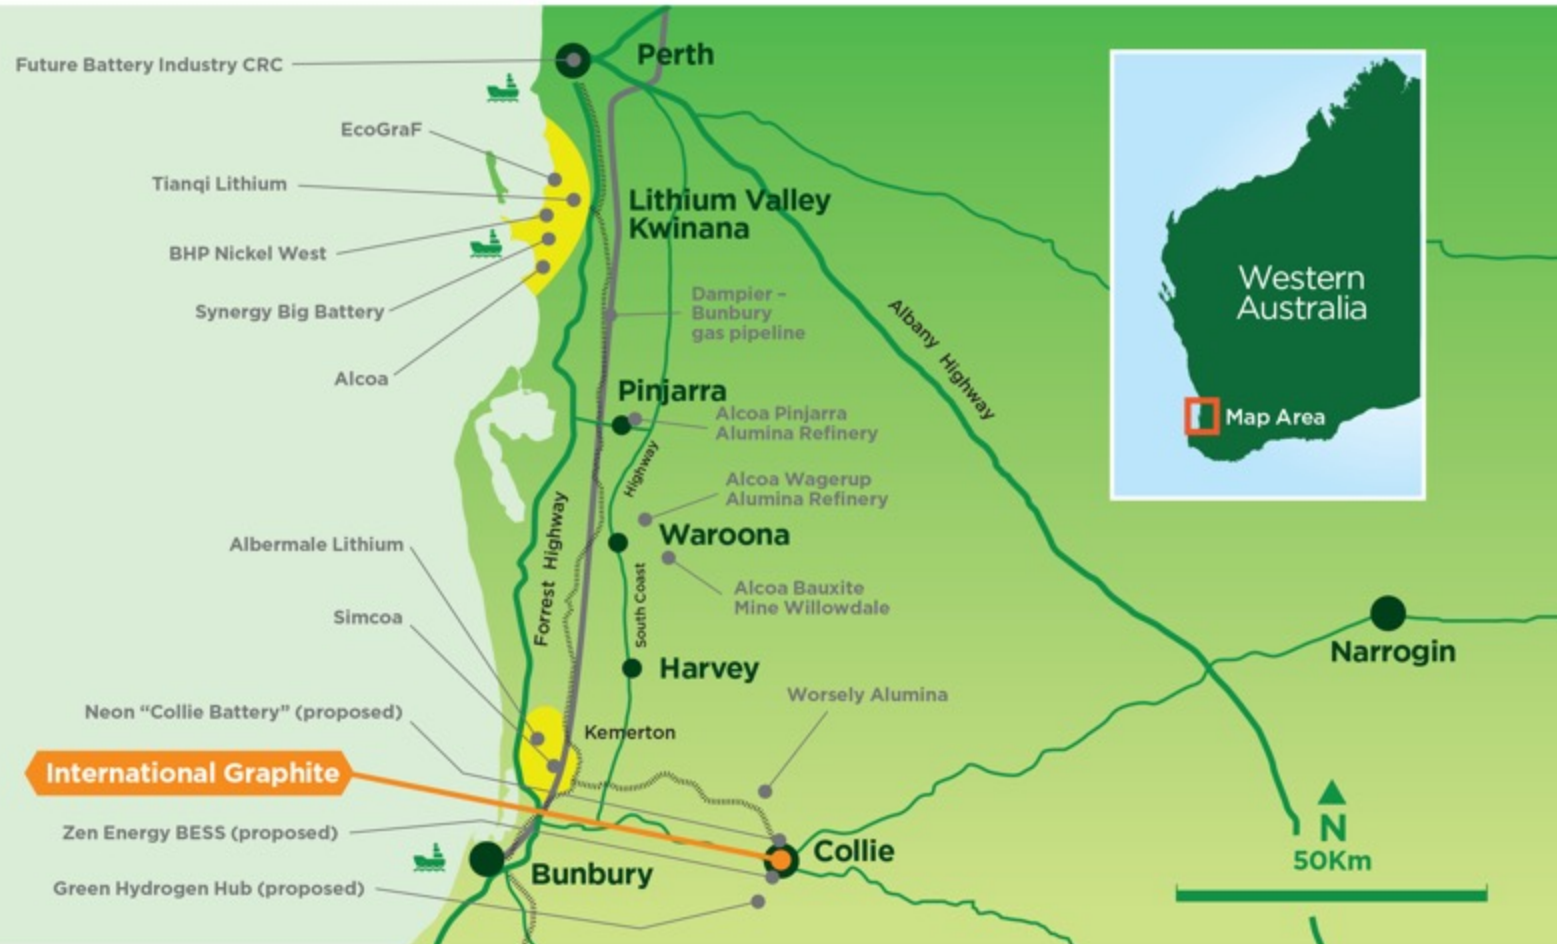 Future Battery Industry CRC
Perth
EcoGraF
Tianqi Lithium
Lithium Valley
Kwinana
BHP Nickel West
Synergy Big Battery
Alcoa
Dampier –
Bunbury
gas pipeline
Albany Highway
Western
Australia
Map Area
Pinjarra
Alcoa Pinjarra
Alumina Refinery
Highway
Alcoa Wagerup
Alumina Refinery
Waroona
Forrest Highway
South Coast
Alcoa Bauxite
Mine Willowdale
Albermale Lithium
Simcoa
Harvey
Narrogin
Worsely Alumina
Neon “Collie Battery” (proposed)
Kemerton
International Graphite
Zen Energy BESS (proposed)
Collie
Bunbury
Green Hydrogen Hub (proposed)
N
50Km